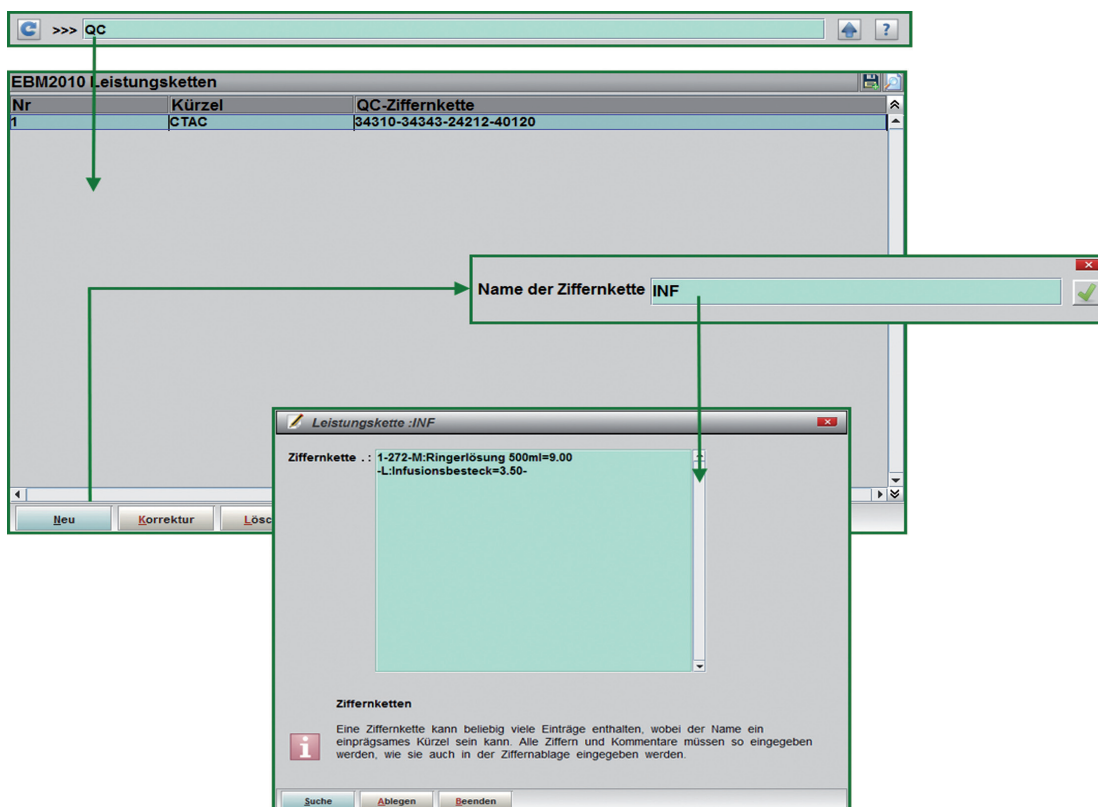 >>> QC
?
EBM2010 Leistungsketten
Nr Kürzel QC-Ziffernkette
1 CTAC 34310-34343-24212-40120
Name der Ziffernkette INF
Neu Korrektur Lösc
Leistungskette :INF
Ziffernkette . : 1-272-M:Ringerlösung 500ml=9.00
-L:Infusionsbesteck=3.50-
Ziffernketten
Eine Ziffernkette kann beliebig viele Einträge enthalten, wobei der Name ein
einprägsames Kürzel sein kann. Alle Ziffern und Kommentare müssen so eingegeben
werden, wie sie auch in der Ziffernablage eingegeben werden.
i
Suche Ablegen Beenden